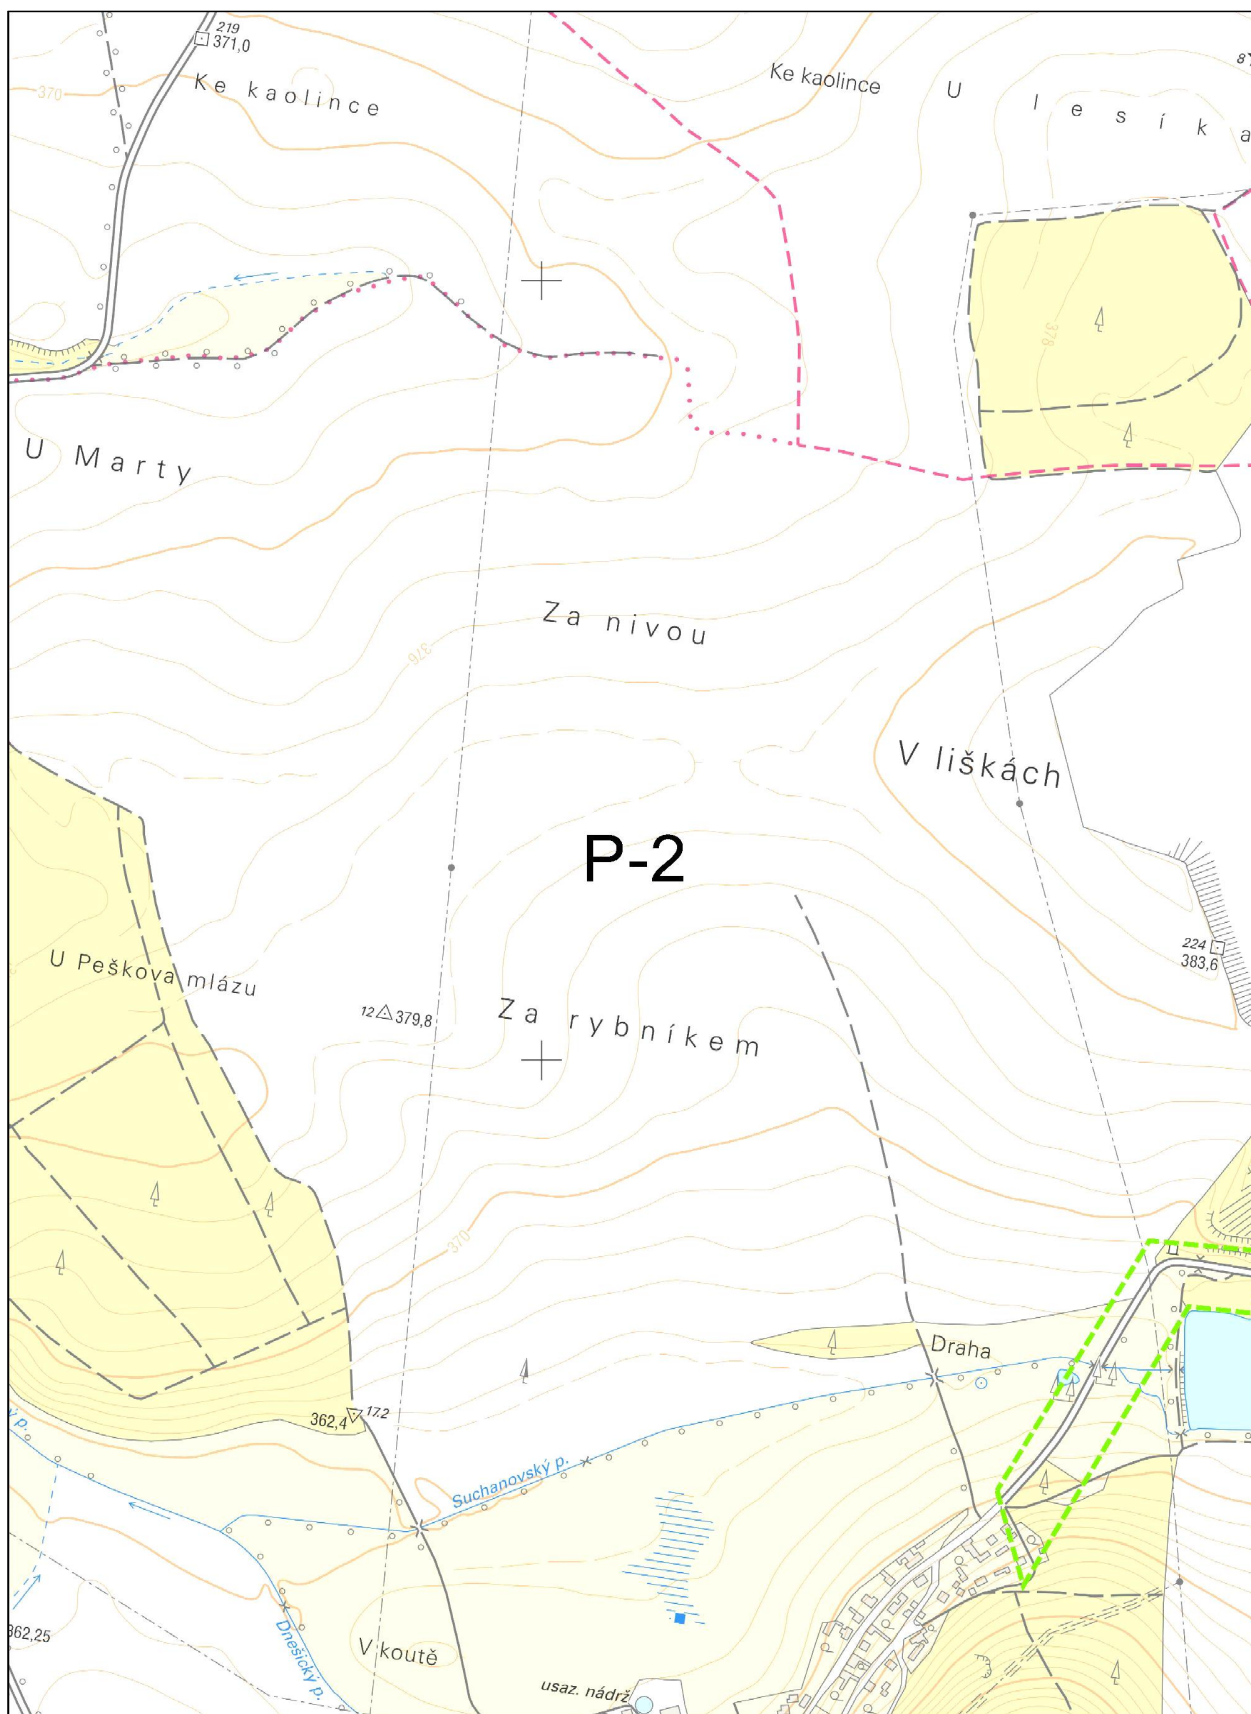 219
371,0
370
Ke kaolince
Ke kaolince
U lesíka
8
378
U Marty
Za nivou
376
V liškách
P-2
224
383,6
U Peškova mlázu
12 379,8
Za rybníkem
370
Draha
362,4 17.2
ý p.
Suchanovský p.
362,25
Dnešický p.
V koutě
usaz. nádrž